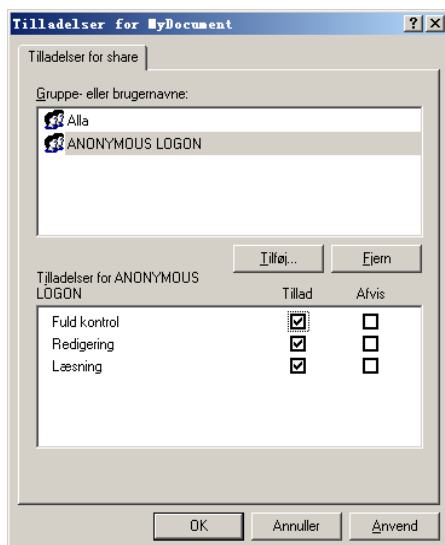 Tilladelser for MyDocument
Tilladelser for share
Gruppe- eller brugernavne:
Alla
ANONYMOUS LOGON
Tilføj... Fjern
Tilladelser for ANONYMOUS
LOGON Tillad Afvis
Fuld kontrol
Redigering
Læsning
OK Annuller Anvend